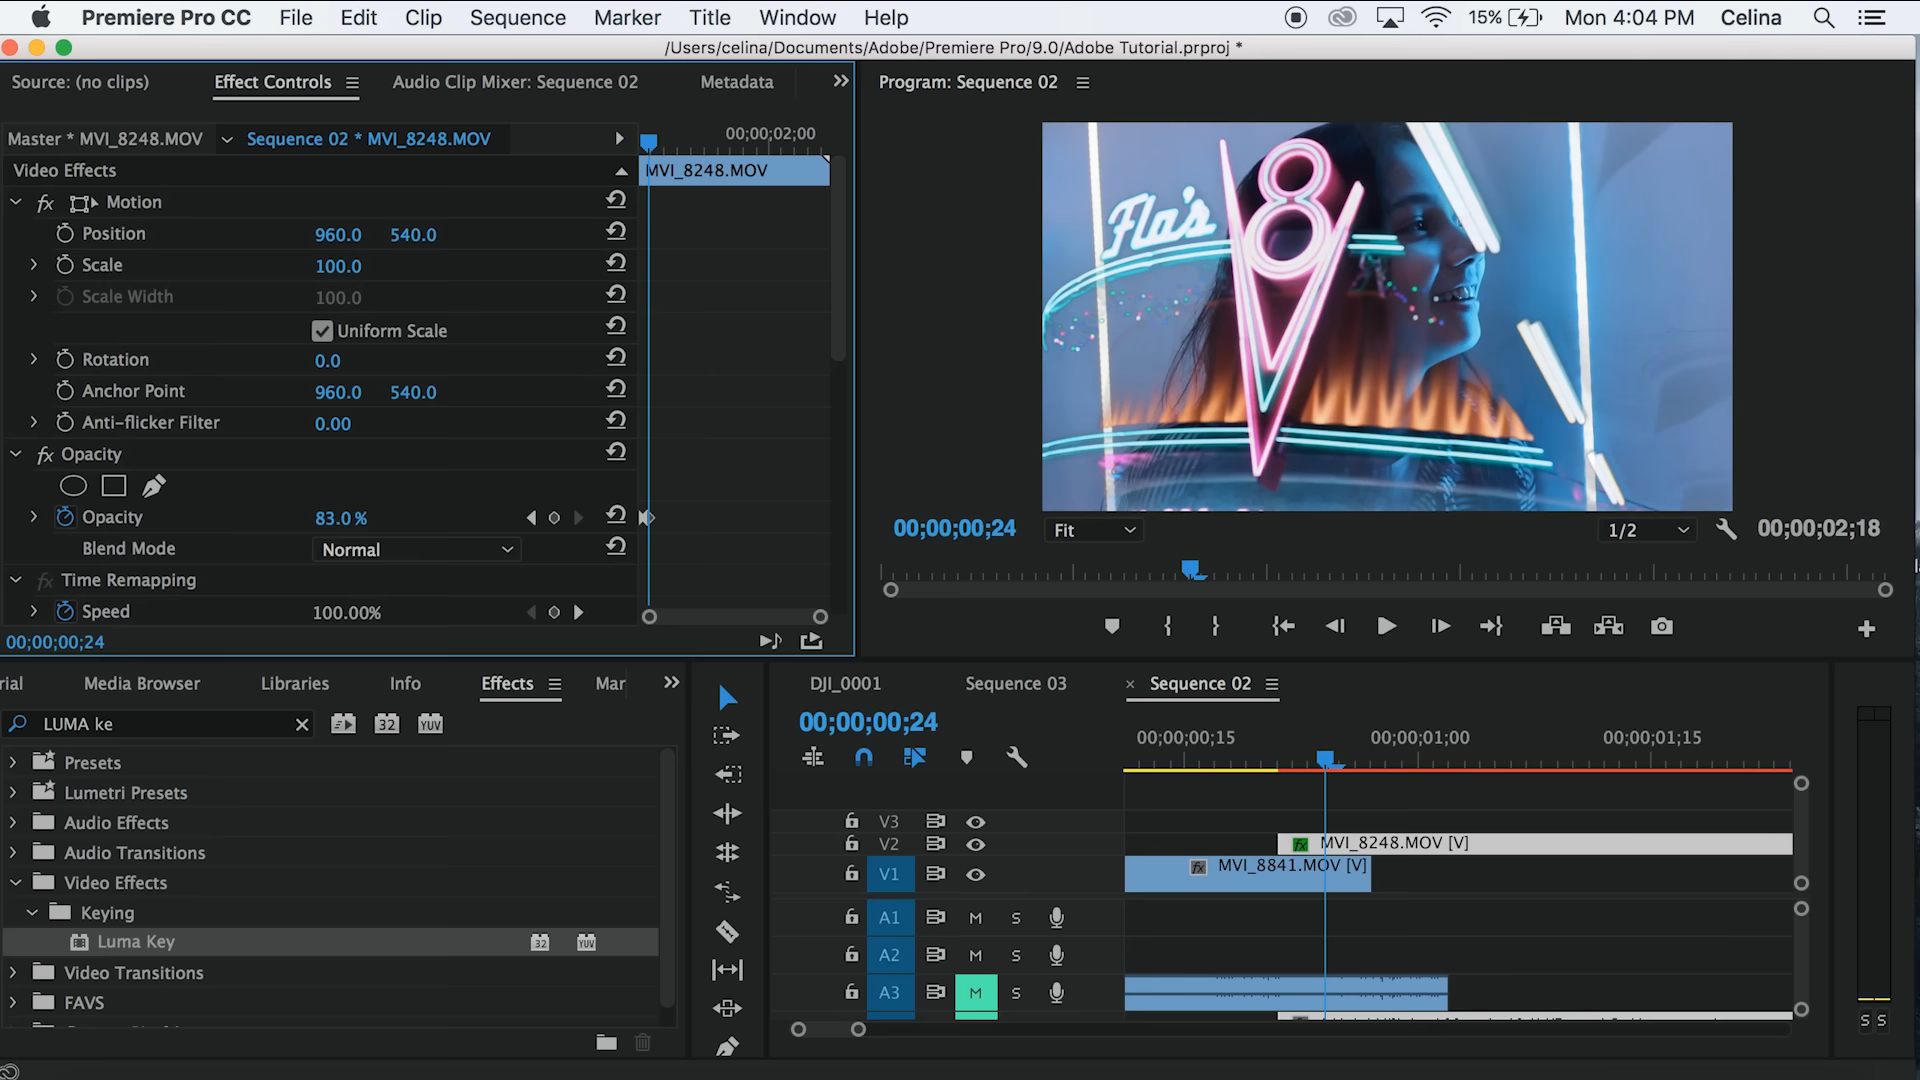 Premiere Pro CC File Edit Clip Sequence Marker Title Window Help 15% Mon 4:04 PM Celina
/Users/celina/Documents/Adobe/Premiere Pro/9.0/Adobe Tutorial.prproj *
Source: (no clips) Effect Controls Audio Clip Mixer: Sequence 02 Metadata
Program: Sequence 02
Master * MVI_8248.MOV Sequence 02 * MVI_8248.MOV 00;00;02;00
Video Effects MVI_8248.MOV
fx Motion
Position 960.0 540.0
Scale 100.0
Scale Width 100.0
Uniform Scale
Rotation 0.0
Anchor Point 960.0 540.0
Anti-flicker Filter 0.00
fx Opacity
Opacity 83.0 %
Blend Mode Normal
fx Time Remapping
Speed 100.00%
00;00;00;24
Fla's
V8
00;00;00;24 Fit 1/2 00;00;02;18
rial Media Browser Libraries Info Effects Mar
LUMA ke 32 YUV
Presets
Lumetri Presets
Audio Effects
Audio Transitions
Video Effects
Keying
Luma Key 32 YUV
Video Transitions
FAVS
DJI_0001 Sequence 03 × Sequence 02
00;00;00;24
00;00;00;15 00;00;01;00 00;00;01;15
V3
V2 fx MVI_8248.MOV [V]
V1 fx MVI_8841.MOV [V]
A1 M S
A2 M S
A3 M S
S S